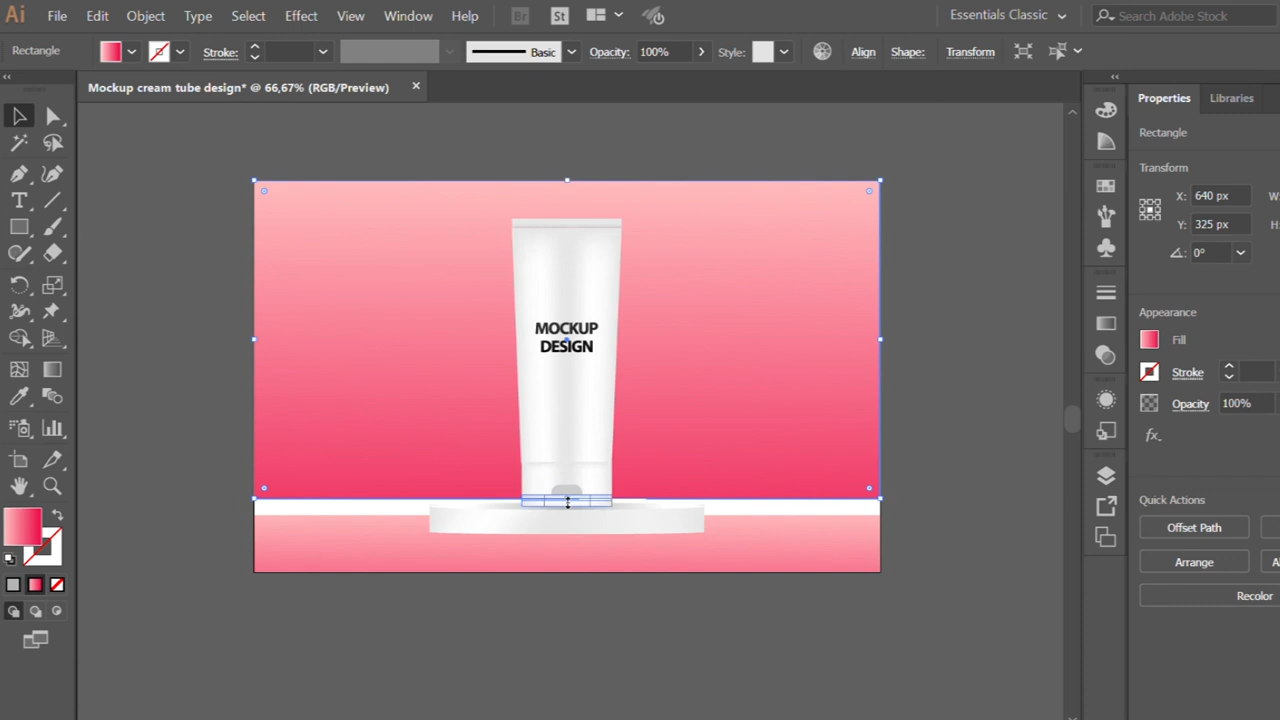 Ai File Edit Object Type Select Effect View Window Help Br St Essentials Classic Search Adobe Stock
Rectangle Stroke: Basic Opacity: 100% Style: Align Shape: Transform
Mockup cream tube design* @ 66,67% (RGB/Preview) ×
Properties Libraries
Rectangle
Transform
X: 640 px W:
Y: 325 px H:
0°
Appearance
Fill
Stroke
Opacity 100%
fx.
Quick Actions
Offset Path
Arrange
Recolor
MOCKUP
DESIGN